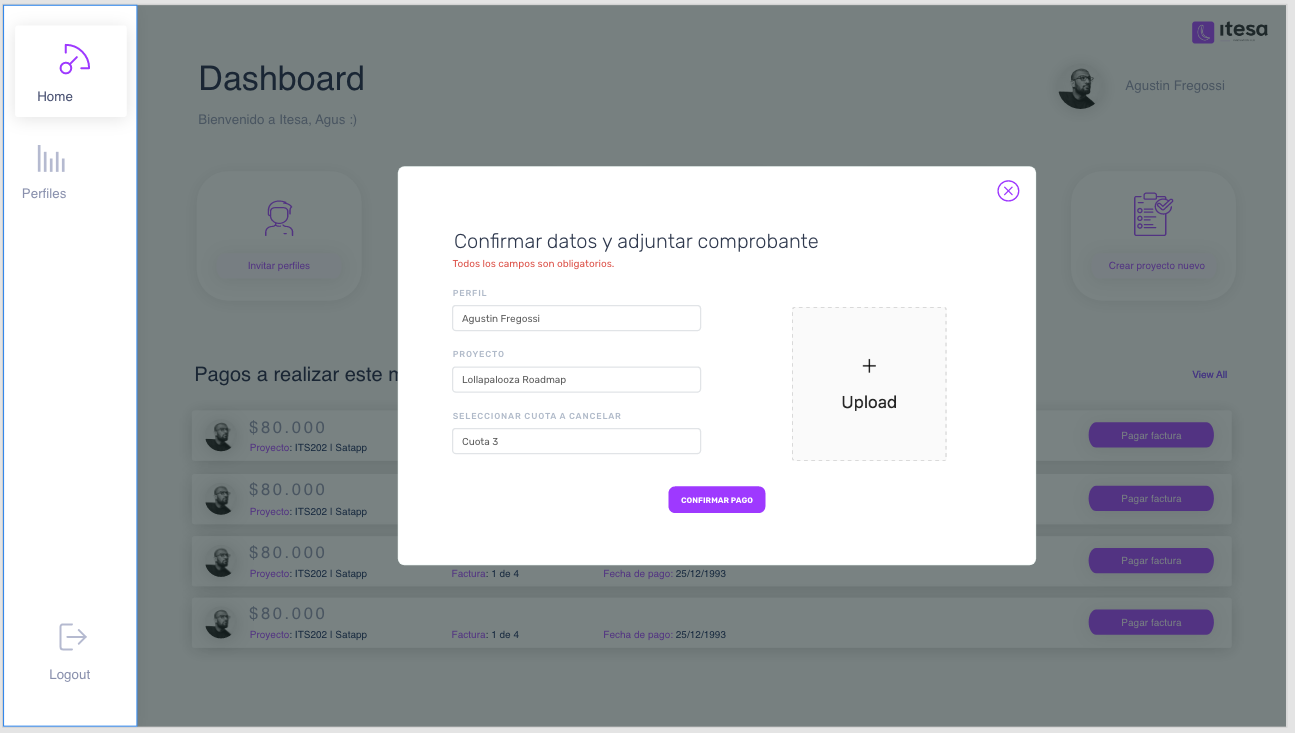 ıtesa
Dashboard
Agustin Fregossi
Bienvenido a Itesa, Agus :)
Home
Perfiles
Logout
Invitar perfiles
Crear proyecto nuevo
Confirmar datos y adjuntar comprobante
Todos los campos son obligatorios.
PERFIL
Agustin Fregossi
PROYECTO
Lollapalooza Roadmap
SELECCIONAR CUOTA A CANCELAR
Cuota 3
+
Upload
CONFIRMAR PAGO
Pagos a realizar este
View All
$80.000
Proyecto: ITS202 | Satapp
Pagar factura
$80.000
Proyecto: ITS202 | Satapp
Pagar factura
$80.000
Proyecto: ITS202 | Satapp
Factura: 1 de 4
Fecha de pago: 25/12/1993
Pagar factura
$80.000
Proyecto: ITS202 | Satapp
Factura: 1 de 4
Fecha de pago: 25/12/1993
Pagar factura